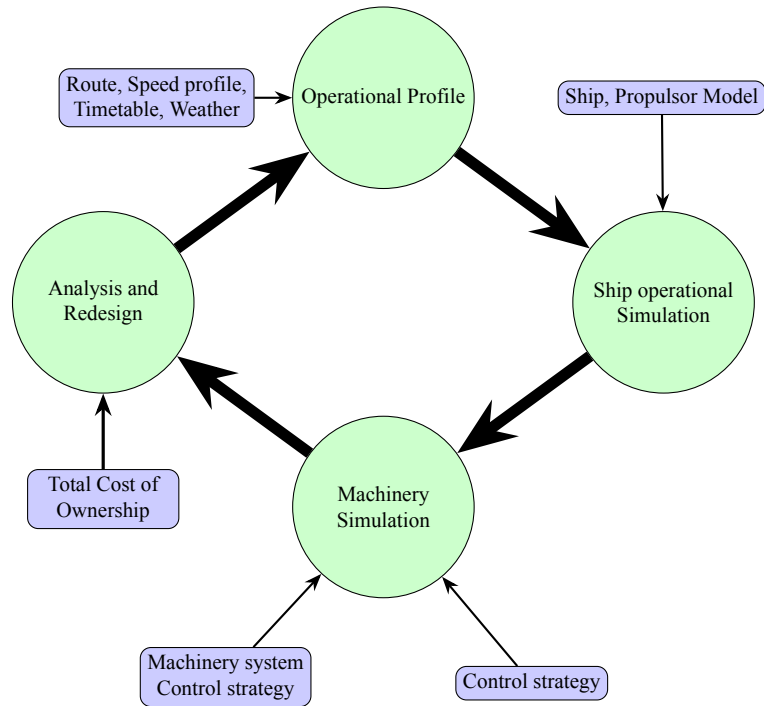 Route, Speed profile,
Timetable, Weather
Operational Profile
Ship, Propulsor Model
Analysis and
Redesign
Ship operational
Simulation
Total Cost of
Ownership
Machinery
Simulation
Machinery system
Control strategy
Control strategy